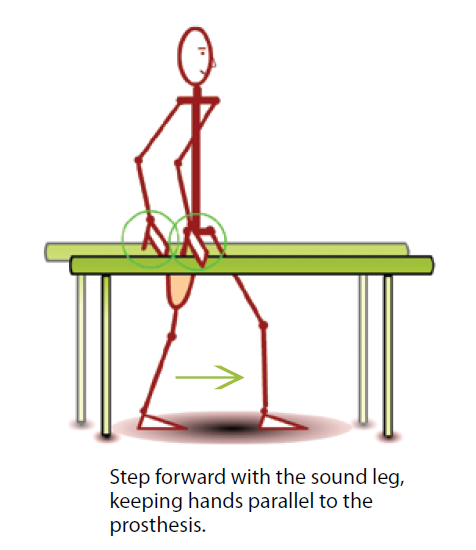 Step forward with the sound leg,
keeping hands parallel to the
prosthesis.